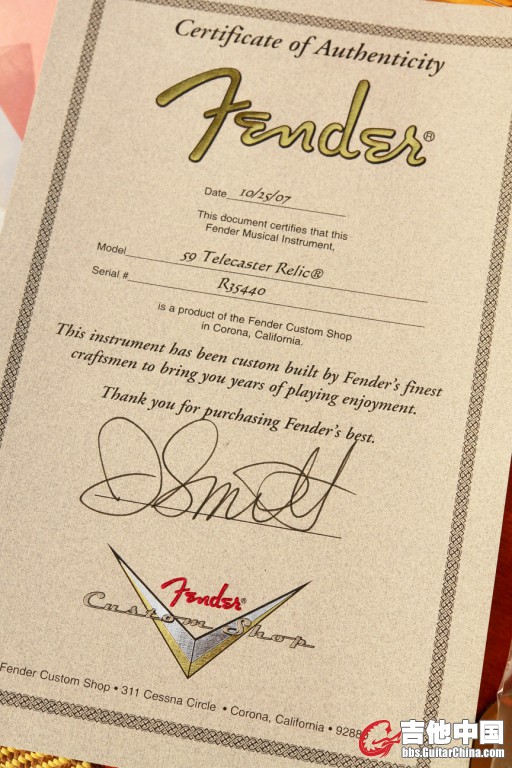 Certificate of Authenticity
Fender®
Date 10/25/07
This document certifies that this
Fender Musical Instrument,
Model 59 Telecaster Relic®
Serial # R35440
is a product of the Fender Custom Shop
in Corona, California.
This instrument has been custom built by Fender's finest
craftsmen to bring you years of playing enjoyment.
Thank you for purchasing Fender's best.
Fender®
Custom Shop
Fender Custom Shop • 311 Cessna Circle • Corona, California • 9288
吉他中国
bbs.GuitarChina.com